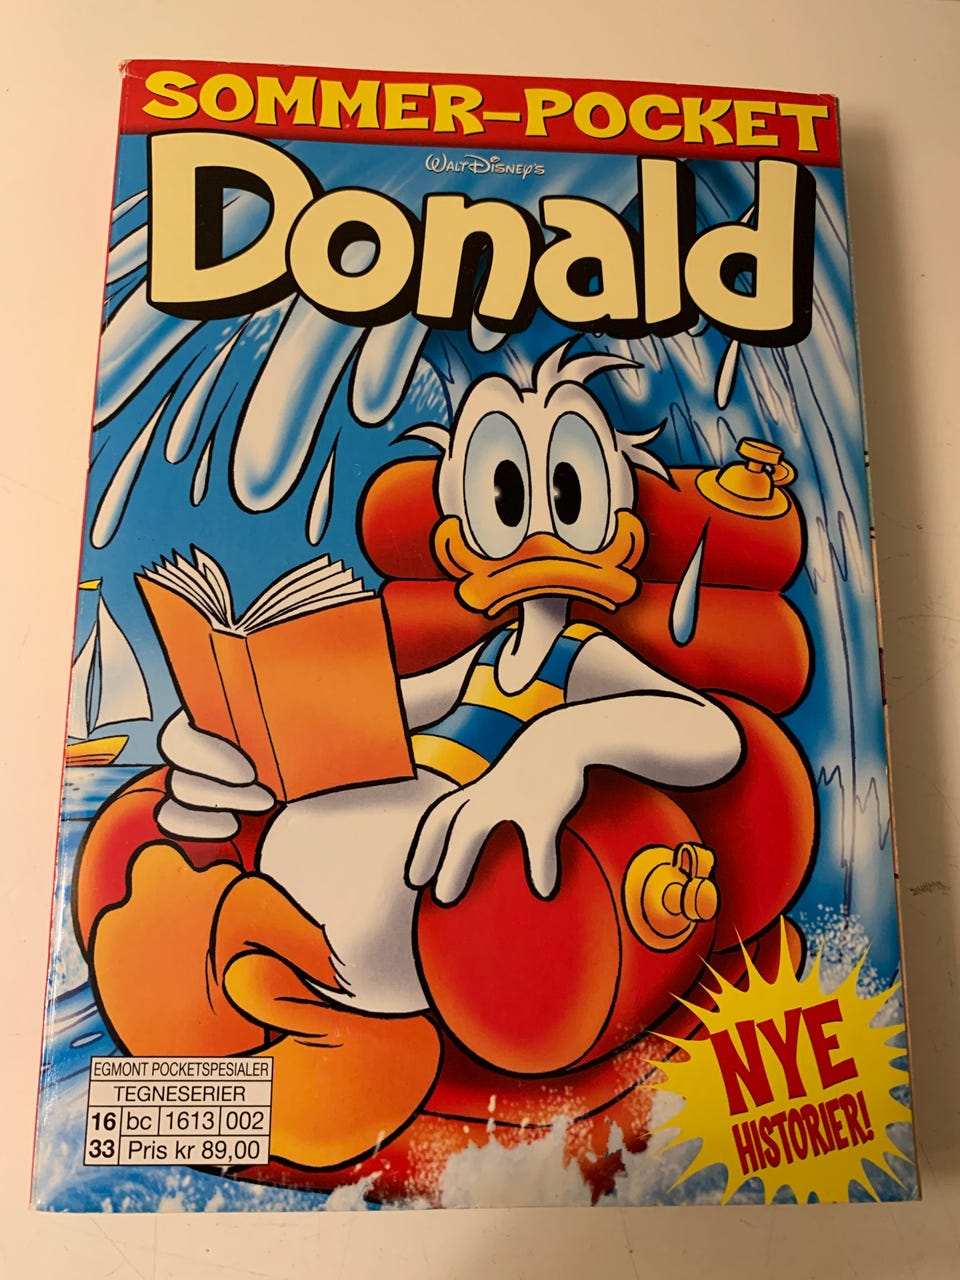 SOMMER-POCKET
WALT DISNEY'S
Donald
NYE
HISTORIER!
EGMONT POCKETSPESIALER
TEGNESERIER
16 bc 1613 002
33 Pris kr 89,00